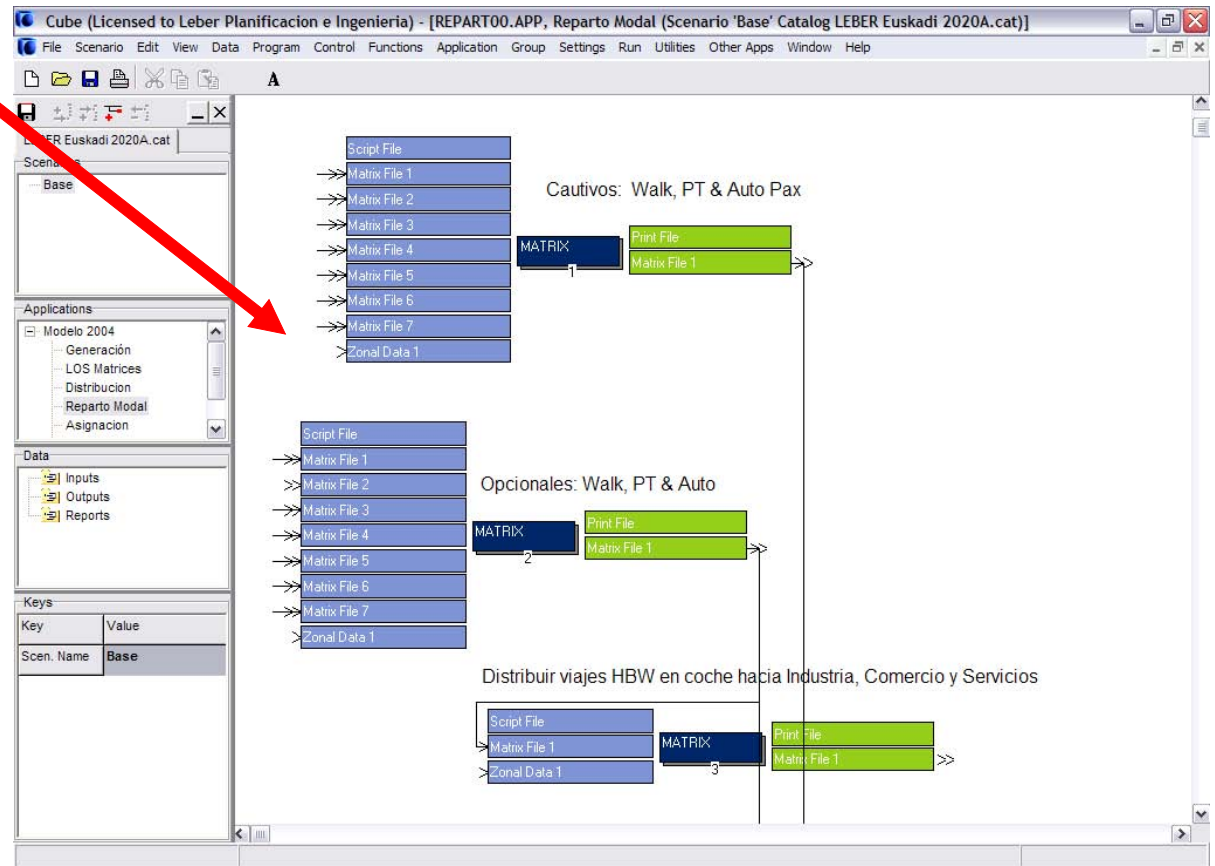 Cube (Licensed to Leber Planificacion e Ingenieria) - [REPART00.APP, Reparto Modal (Scenario 'Base' Catalog LEBER Euskadi 2020A.cat)]
File Scenario Edit View Data Program Control Functions Application Group Settings Run Utilities Other Apps Window Help
A
LEBER Euskadi 2020A.cat
Scenarios
Base
Applications
Modelo 2004
Generación
LOS Matrices
Distribucion
Reparto Modal
Asignacion
Data
Inputs
Outputs
Reports
Keys
Key Value
Scen. Name Base
Script File
Matrix File 1
Matrix File 2
Matrix File 3
Matrix File 4
Matrix File 5
Matrix File 6
Matrix File 7
Zonal Data 1
Cautivos: Walk, PT & Auto Pax
MATRIX
1
Print File
Matrix File 1
Script File
Matrix File 1
Matrix File 2
Matrix File 3
Matrix File 4
Matrix File 5
Matrix File 6
Matrix File 7
Zonal Data 1
Opcionales: Walk, PT & Auto
MATRIX
2
Print File
Matrix File 1
Distribuir viajes HBW en coche hacia Industria, Comercio y Servicios
Script File
Matrix File 1
Zonal Data 1
MATRIX
3
Print File
Matrix File 1